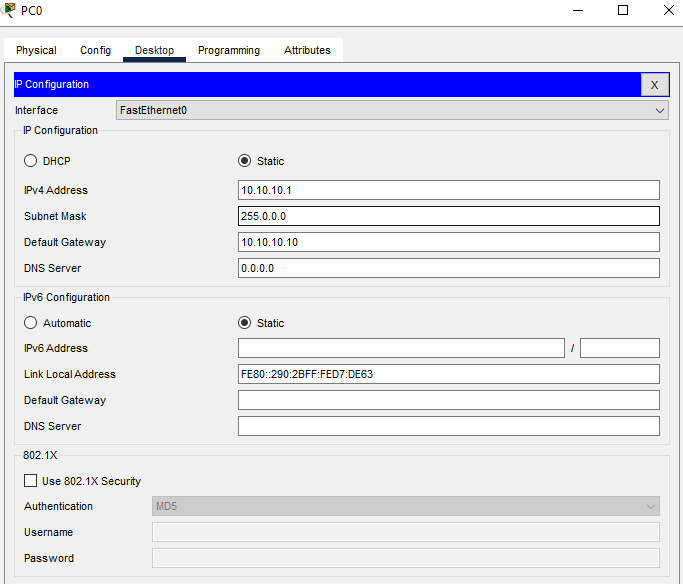 PC0
Physical Config Desktop Programming Attributes
IP Configuration X
Interface FastEthernet0
IP Configuration
DHCP Static
IPv4 Address 10.10.10.1
Subnet Mask 255.0.0.0
Default Gateway 10.10.10.10
DNS Server 0.0.0.0
IPv6 Configuration
Automatic Static
IPv6 Address /
Link Local Address FE80::290:2BFF:FED7:DE63
Default Gateway
DNS Server
802.1X
Use 802.1X Security
Authentication MD5
Username
Password